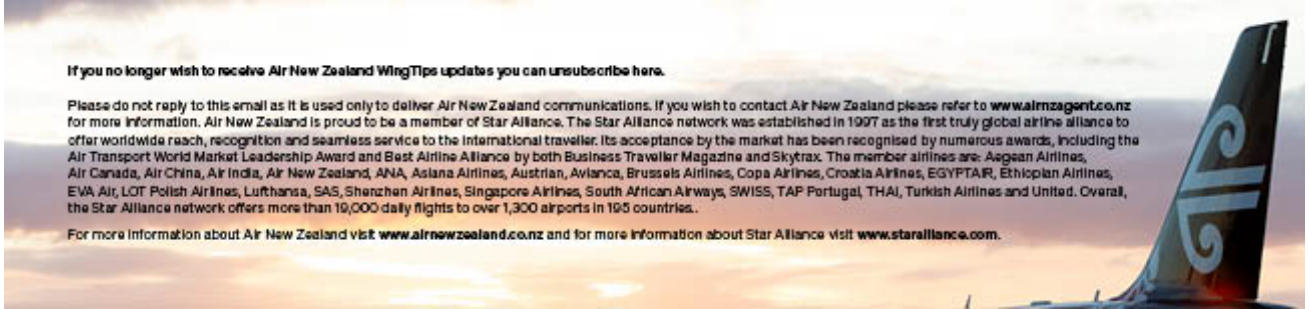 If you no longer wish to receive Air New Zealand WingTips updates you can unsubscribe here.
Please do not reply to this email as it is used only to deliver Air New Zealand communications. If you wish to contact Air New Zealand please refer to www.airnzagent.co.nz
for more information. Air New Zealand is proud to be a member of Star Alliance. The Star Alliance network was established in 1997 as the first truly global airline alliance to
offer worldwide reach, recognition and seamless service to the international traveller. Its acceptance by the market has been recognised by numerous awards, including the
Air Transport World Market Leadership Award and Best Airline Alliance by both Business Traveller Magazine and Skytrax. The member airlines are: Aegean Airlines,
Air Canada, Air China, Air India, Air New Zealand, ANA, Asiana Airlines, Austrian, Avianca, Brussels Airlines, Copa Airlines, Croatia Airlines, EGYPTAIR, Ethiopian Airlines,
EVA Air, LOT Polish Airlines, Lufthansa, SAS, Shenzhen Airlines, Singapore Airlines, South African Airways, SWISS, TAP Portugal, THAI, Turkish Airlines and United. Overall,
the Star Alliance network offers more than 19,000 daily flights to over 1,300 airports in 195 countries..
For more information about Air New Zealand visit www.airnewzealand.co.nz and for more information about Star Alliance visit www.staralliance.com.